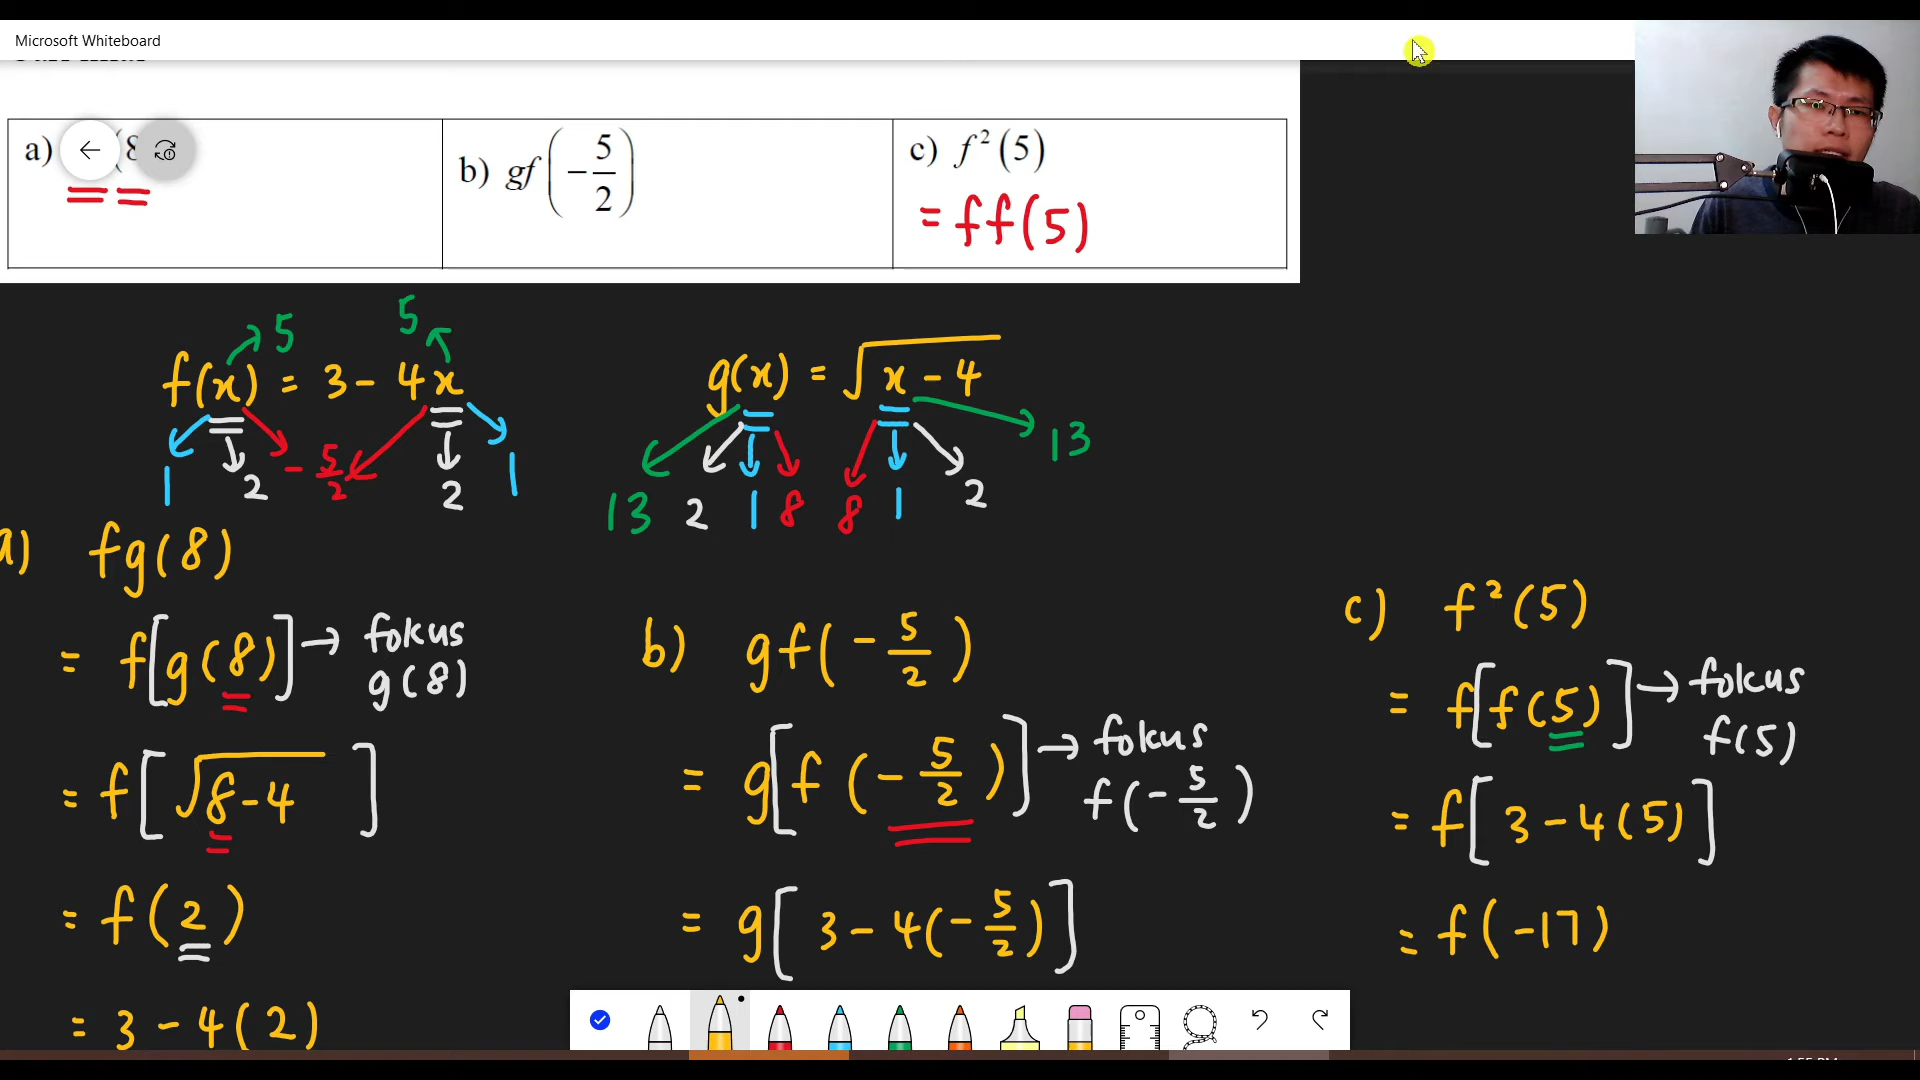 Microsoft Whiteboard
a) (8
b) gf(-5/2)
c) f²(5)
= ff(5)
5
5
f(x) = 3 - 4x
g(x) = √(x - 4)
1
2
-5/2
2
1
13
2
1
8
8
1
2
13
a) fg(8)
= f[g(8)] → fokus
g(8)
= f[√(8-4)]
= f(2)
= 3 - 4(2)
b) gf(-5/2)
= g[f(-5/2)] → fokus
f(-5/2)
= g[3 - 4(-5/2)]
c) f²(5)
= f[f(5)] → fokus
f(5)
= f[3 - 4(5)]
= f(-17)